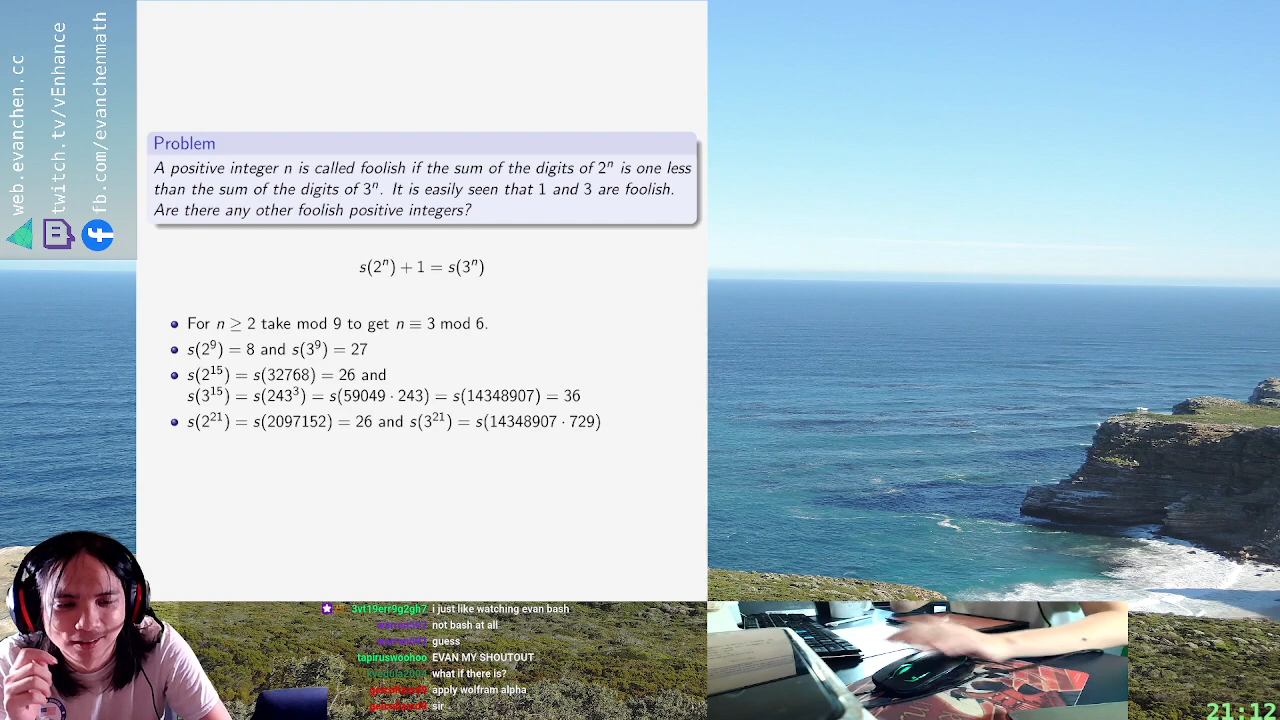 web.evanchen.cc
twitch.tv/vEnhance
fb.com/evanchenmath
Problem
A positive integer n is called foolish if the sum of the digits of 2ⁿ is one less
than the sum of the digits of 3ⁿ. It is easily seen that 1 and 3 are foolish.
Are there any other foolish positive integers?
s(2ⁿ) + 1 = s(3ⁿ)
• For n ≥ 2 take mod 9 to get n ≡ 3 mod 6.
• s(2⁹) = 8 and s(3⁹) = 27
• s(2¹⁵) = s(32768) = 26 and
s(3¹⁵) = s(243³) = s(59049 · 243) = s(14348907) = 36
• s(2²¹) = s(2097152) = 26 and s(3²¹) = s(14348907 · 729)
3vt19err9g2gh7 i just like watching evan bash
not bash at all
guess
tapiruswoohoo EVAN MY SHOUTOUT
what if there is?
apply wolfram alpha
sir
21:12